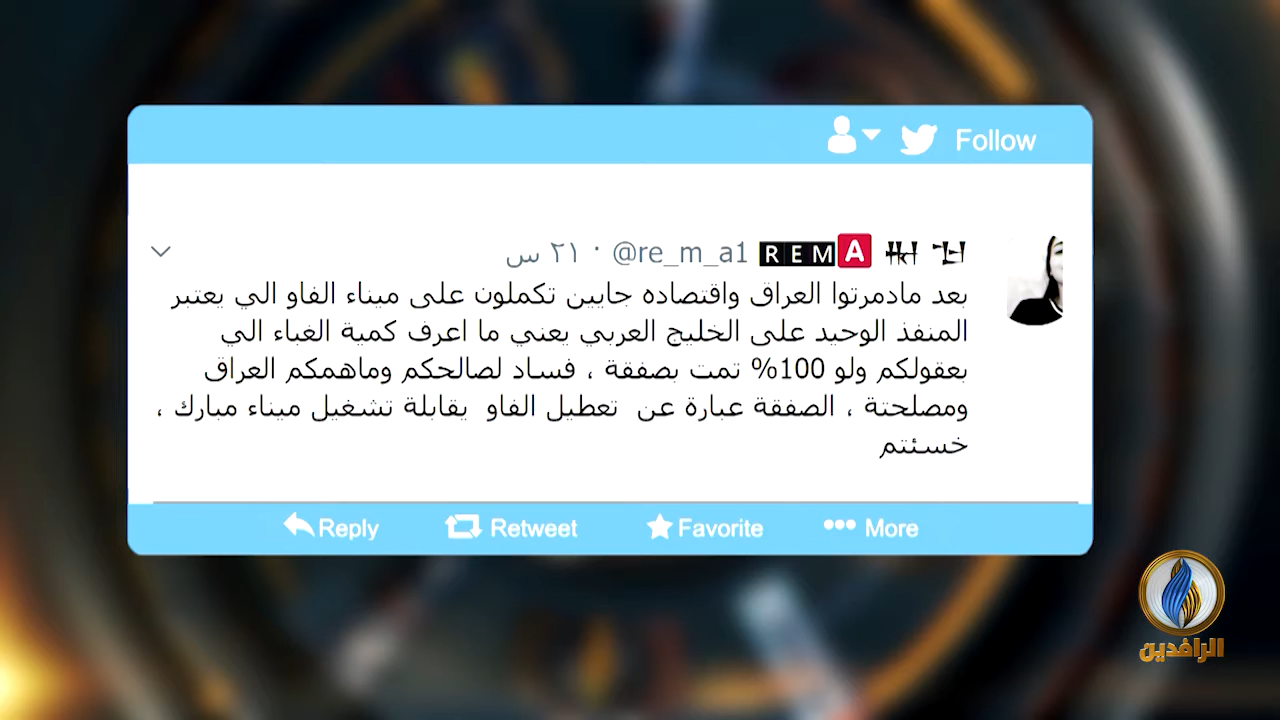 Follow
REMA @re_m_a1 · ٢١ س
بعد مادمرتوا العراق واقتصاده جايين تكملون على ميناء الفاو الي يعتبر
المنفذ الوحيد على الخليج العربي يعني ما اعرف كمية الغباء الي
بعقولكم ولو 100% تمت بصفقة ، فساد لصالحكم وماهمكم العراق
ومصلحتة ، الصفقة عبارة عن تعطيل الفاو يقابلة تشغيل ميناء مبارك ،
خسئتم
Reply Retweet Favorite More
الرافدين